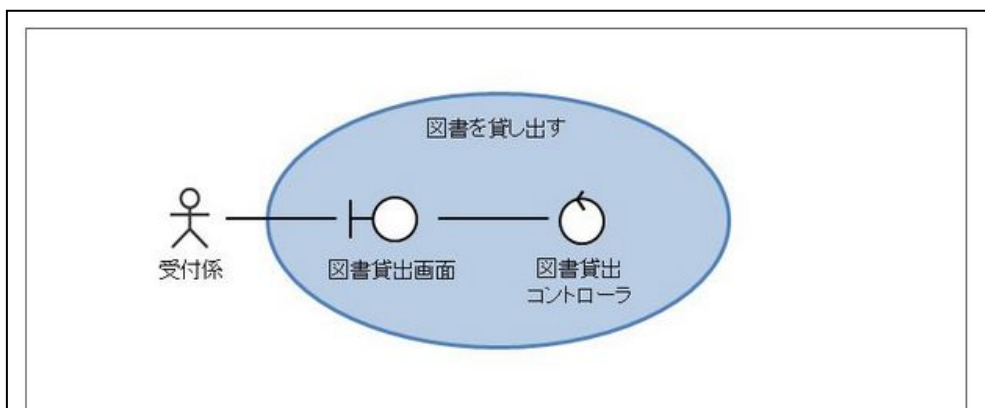 図書を貸し出す
受付係
図書貸出画面
図書貸出
コントローラ